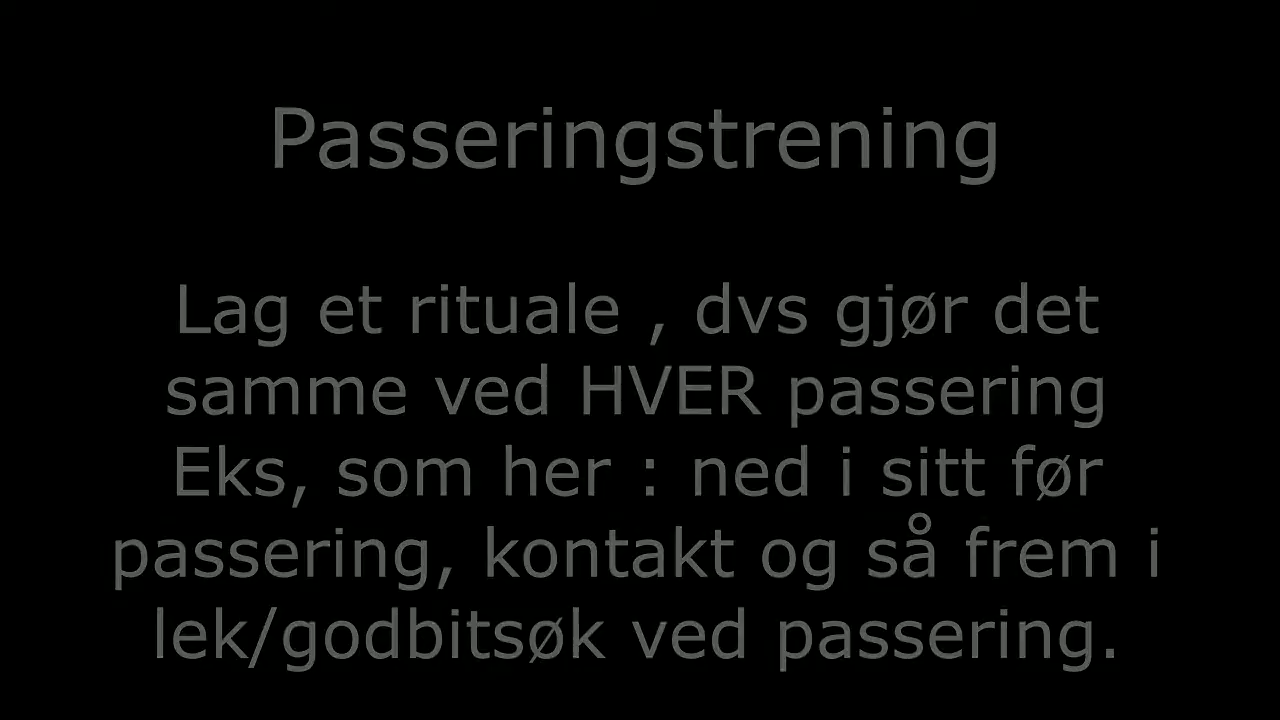 Passeringstrening
Lag et rituale , dvs gjør det
samme ved HVER passering
Eks, som her : ned i sitt før
passering, kontakt og så frem i
lek/godbitsøk ved passering.